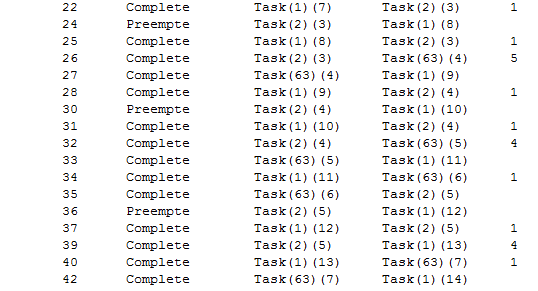 22 Complete Task(1)(7) Task(2)(3) 1
24 Preempte Task(2)(3) Task(1)(8)
25 Complete Task(1)(8) Task(2)(3) 1
26 Complete Task(2)(3) Task(63)(4) 5
27 Complete Task(63)(4) Task(1)(9)
28 Complete Task(1)(9) Task(2)(4) 1
30 Preempte Task(2)(4) Task(1)(10)
31 Complete Task(1)(10) Task(2)(4) 1
32 Complete Task(2)(4) Task(63)(5) 4
33 Complete Task(63)(5) Task(1)(11)
34 Complete Task(1)(11) Task(63)(6) 1
35 Complete Task(63)(6) Task(2)(5)
36 Preempte Task(2)(5) Task(1)(12)
37 Complete Task(1)(12) Task(2)(5) 1
39 Complete Task(2)(5) Task(1)(13) 4
40 Complete Task(1)(13) Task(63)(7) 1
42 Complete Task(63)(7) Task(1)(14)